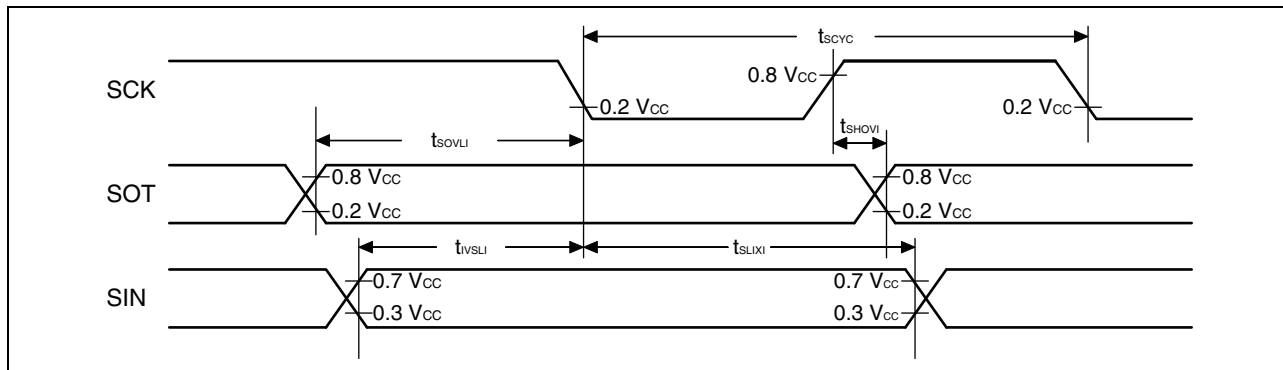 tSCYC
SCK
0.8 VCC
0.2 VCC
0.2 VCC
tSOVLI
tSHOVI
SOT
0.8 VCC
0.2 VCC
0.8 VCC
0.2 VCC
tIVSLI
tSLIXI
SIN
0.7 VCC
0.3 VCC
0.7 VCC
0.3 VCC